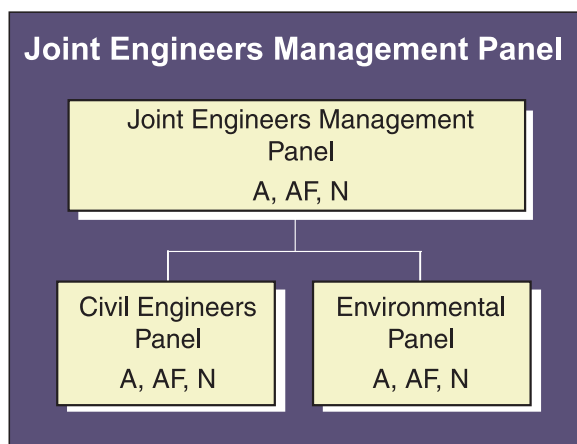 Joint Engineers Management Panel
Joint Engineers Management
Panel
A, AF, N
Civil Engineers
Panel
A, AF, N
Environmental
Panel
A, AF, N